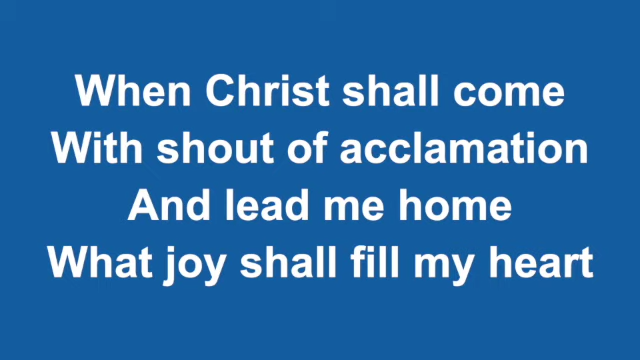 When Christ shall come
With shout of acclamation
And lead me home
What joy shall fill my heart